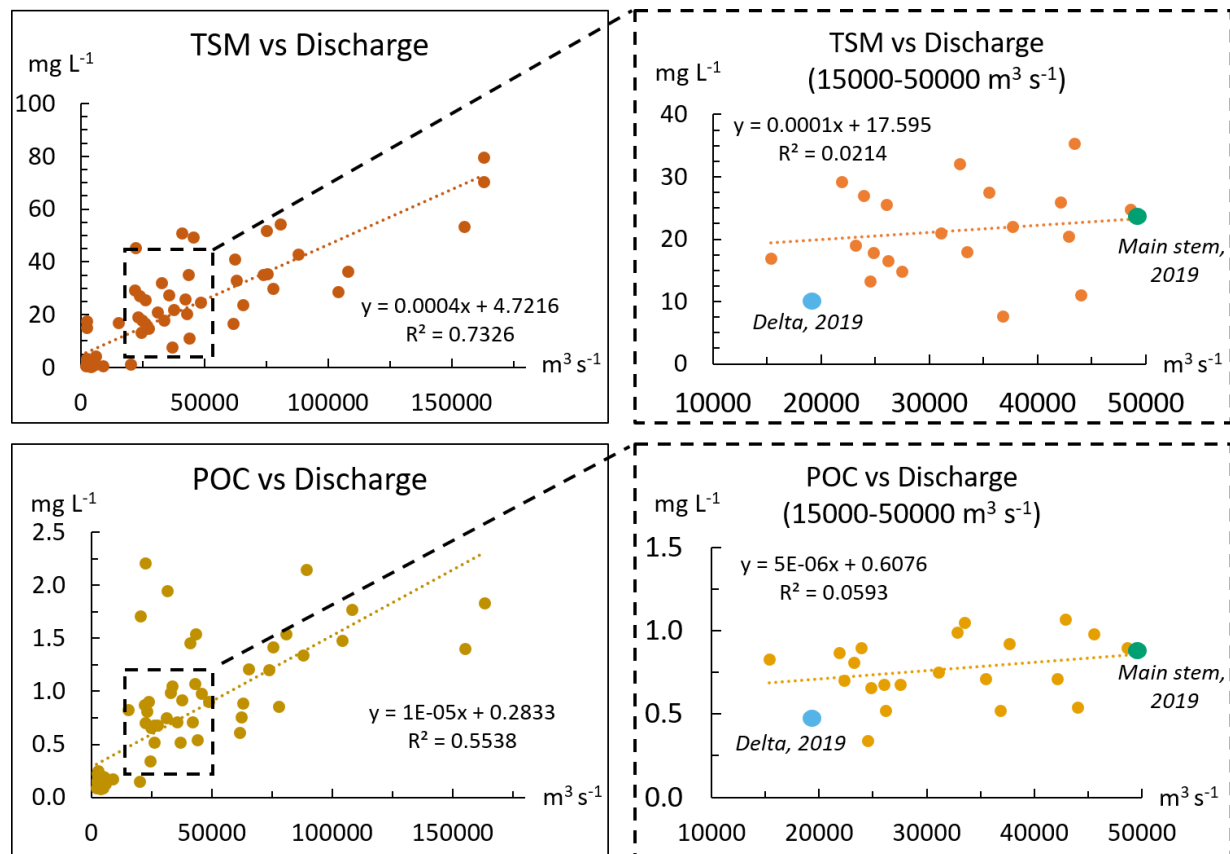 TSM vs Discharge
mg L⁻¹
100
80
60
40
20
0
y = 0.0004x + 4.7216
R² = 0.7326
m³ s⁻¹
0 50000 100000 150000
TSM vs Discharge
(15000-50000 m³ s⁻¹)
mg L⁻¹
40
30
20
10
0
y = 0.0001x + 17.595
R² = 0.0214
Main stem,
2019
Delta, 2019
m³ s⁻¹
10000 20000 30000 40000 50000
POC vs Discharge
mg L⁻¹
2.5
2.0
1.5
1.0
0.5
0.0
y = 1E-05x + 0.2833
R² = 0.5538
m³ s⁻¹
0 50000 100000 150000
POC vs Discharge
(15000-50000 m³ s⁻¹)
mg L⁻¹
1.5
1.0
0.5
0.0
y = 5E-06x + 0.6076
R² = 0.0593
Main stem,
2019
Delta, 2019
m³ s⁻¹
10000 20000 30000 40000 50000